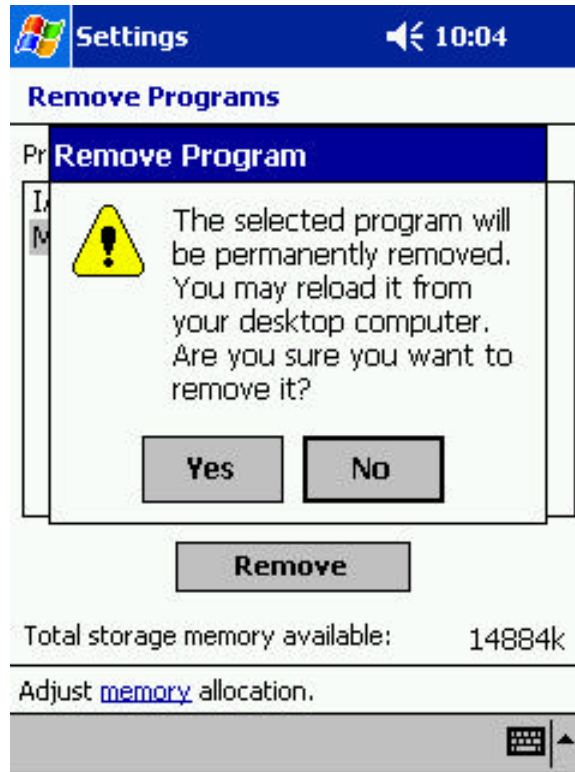 Settings 10:04
Remove Programs
Remove Program
The selected program will
be permanently removed.
You may reload it from
your desktop computer.
Are you sure you want to
remove it?
Yes No
Remove
Total storage memory available: 14884k
Adjust memory allocation.